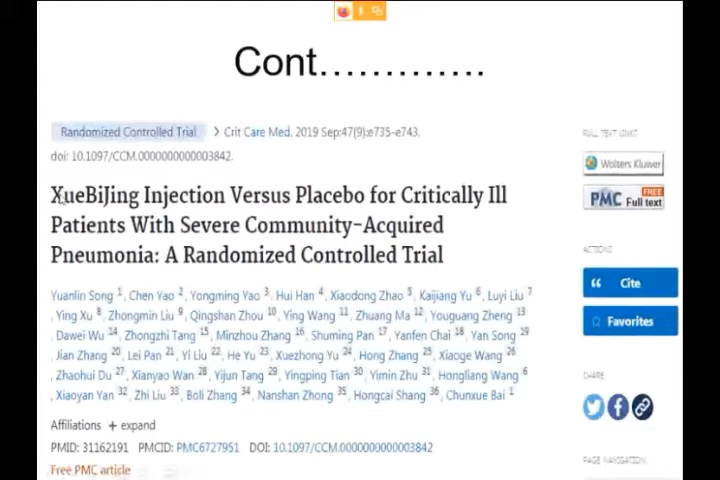 Cont.............
Randomized Controlled Trial > Crit Care Med. 2019 Sep;47(9):e735-e743.
doi: 10.1097/CCM.0000000000003842.
XueBiJing Injection Versus Placebo for Critically Ill
Patients With Severe Community-Acquired
Pneumonia: A Randomized Controlled Trial
Yuanlin Song 1, Chen Yao 2, Yongming Yao 3, Hui Han 4, Xiaodong Zhao 5, Kaijiang Yu 6, Luyi Liu 7
, Ying Xu 8, Zhongmin Liu 9, Qingshan Zhou 10, Ying Wang 11, Zhuang Ma 12, Youguang Zheng 13
, Dawei Wu 14, Zhongzhi Tang 15, Minzhou Zhang 16, Shuming Pan 17, Yanfen Chai 18, Yan Song 19
, Jian Zhang 20, Lei Pan 21, Yi Liu 22, He Yu 23, Xuezhong Yu 24, Hong Zhang 25, Xiaoge Wang 26
, Zhaohui Du 27, Xianyao Wan 28, Yijun Tang 29, Yingping Tian 30, Yimin Zhu 31, Hongliang Wang 6
, Xiaoyan Yan 32, Zhi Liu 33, Boli Zhang 34, Nanshan Zhong 35, Hongcai Shang 36, Chunxue Bai 1
Affiliations + expand
PMID: 31162191 PMCID: PMC6727951 DOI: 10.1097/CCM.0000000000003842
Free PMC article
FULL TEXT LINKS
Wolters Kluwer
PMC FREE Full text
ACTIONS
Cite
Favorites
SHARE
PAGE NAVIGATION